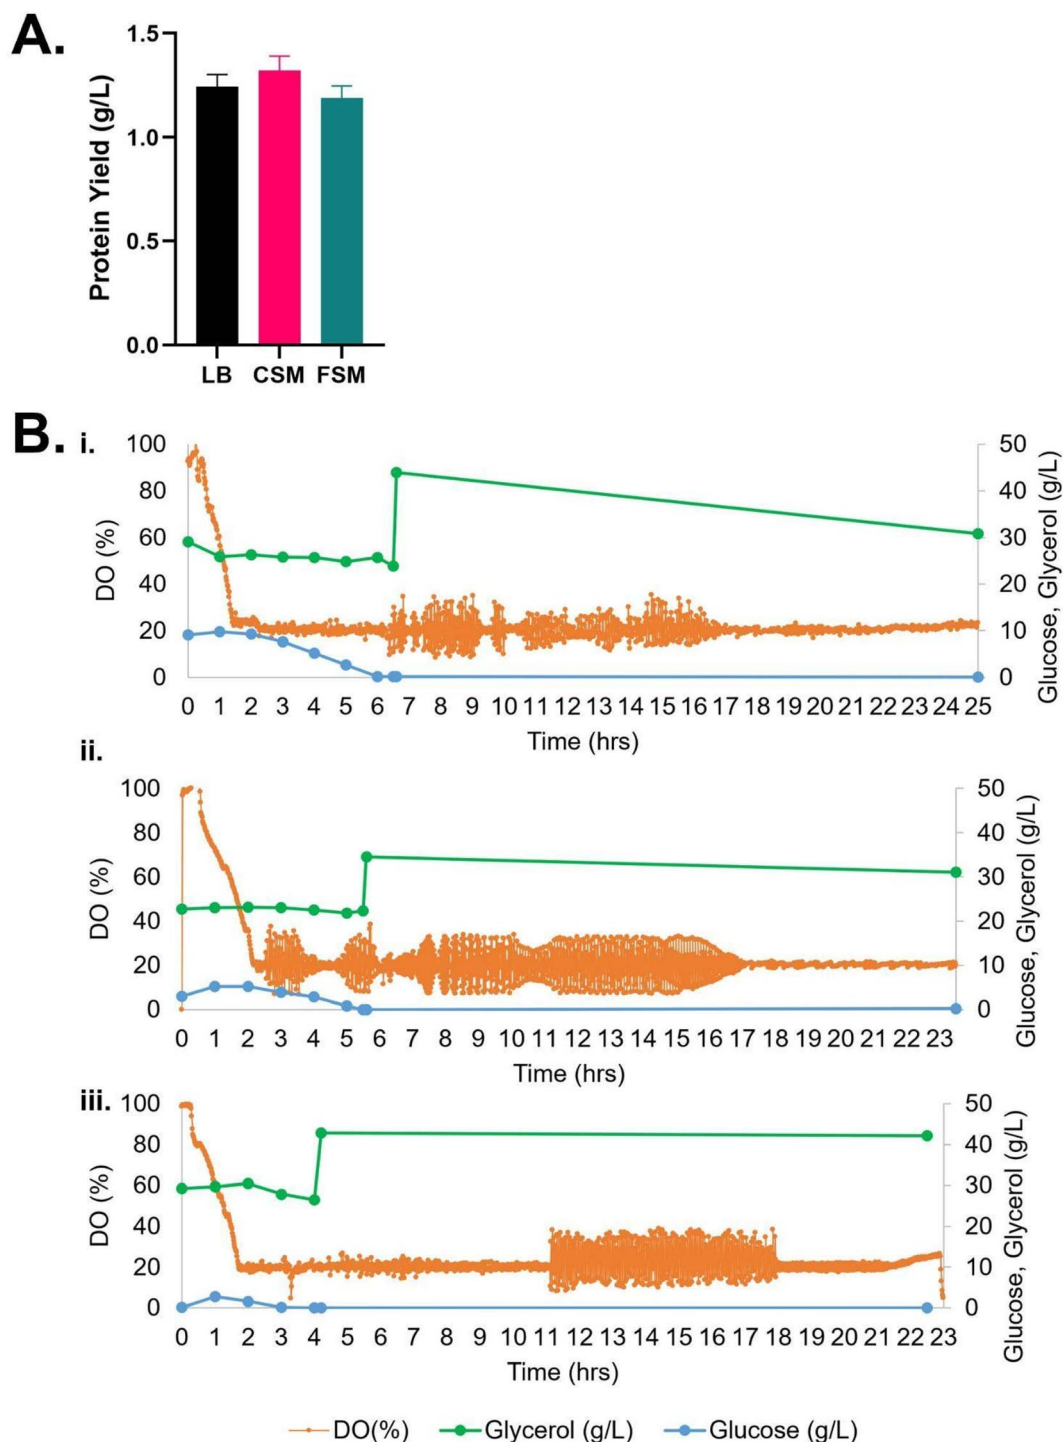 A.
Protein Yield (g/L)
1.5
1.0
0.5
0.0
LB CSM FSM
B.
i.
DO (%)
100
80
60
40
20
0
50
40
30
20
10
0
Glucose, Glycerol (g/L)
0 1 2 3 4 5 6 7 8 9 10 11 12 13 14 15 16 17 18 19 20 21 22 23 24 25
Time (hrs)
ii.
DO (%)
100
80
60
40
20
0
50
40
30
20
10
0
Glucose, Glycerol (g/L)
0 1 2 3 4 5 6 7 8 9 10 11 12 13 14 15 16 17 18 19 20 21 22 23
Time (hrs)
iii.
DO (%)
100
80
60
40
20
0
50
40
30
20
10
0
Glucose, Glycerol (g/L)
0 1 2 3 4 5 6 7 8 9 10 11 12 13 14 15 16 17 18 19 20 21 22 23
Time (hrs)
DO(%) Glycerol (g/L) Glucose (g/L)